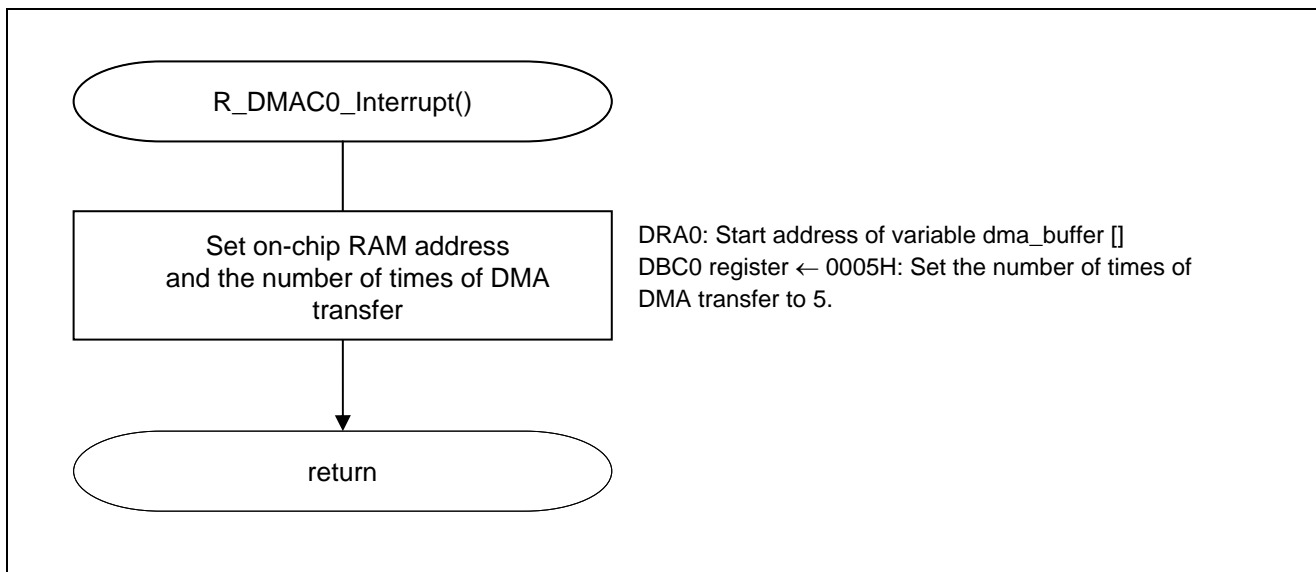 R_DMAC0_Interrupt()
Set on-chip RAM address
and the number of times of DMA
transfer
DRA0: Start address of variable dma_buffer []
DBC0 register ← 0005H: Set the number of times of
DMA transfer to 5.
return